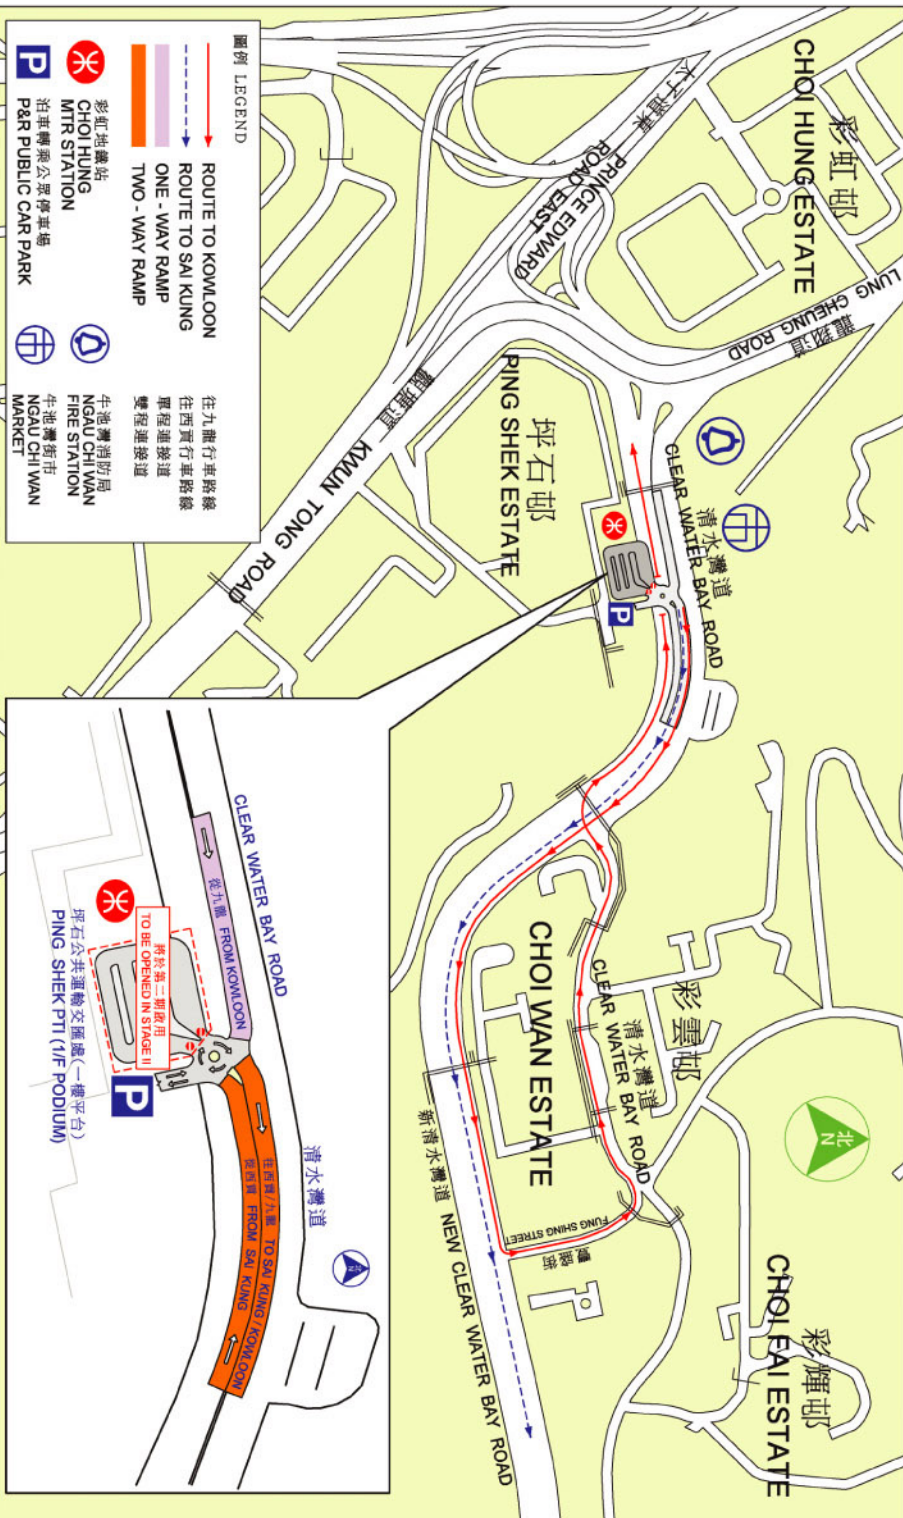 彩虹邨
CHOI HUNG ESTATE
太子道東
PRINCE EDWARD
ROAD EAST
龍翔道
LUNG CHEUNG ROAD
觀塘道
KWUN TONG ROAD
坪石邨
PING SHEK ESTATE
清水灣道
CLEAR WATER BAY ROAD
P
彩雲邨
CHOI WAN ESTATE
清水灣道
CLEAR WATER BAY ROAD
新清水灣道 NEW CLEAR WATER BAY ROAD
FUNG SHING STREET
豐盛街
彩輝邨
CHOI FAI ESTATE
北
N
圖例 LEGEND
ROUTE TO KOWLOON 往九龍行車路線
ROUTE TO SAI KUNG 往西貢行車路線
ONE - WAY RAMP 單程連接道
TWO - WAY RAMP 雙程連接道
彩虹地鐵站
CHOI HUNG
MTR STATION
牛池灣消防局
NGAU CHI WAN
FIRE STATION
P
泊車轉乘公眾停車場
P&R PUBLIC CAR PARK
牛池灣街市
NGAU CHI WAN
MARKET
CLEAR WATER BAY ROAD
清水灣道
從九龍 FROM KOWLOON
往西貢/九龍 TO SAI KUNG / KOWLOON
從西貢 FROM SAI KUNG
將於第二期啟用
TO BE OPENED IN STAGE II
P
坪石公共運輸交匯處(一樓平台)
PING SHEK PTI (1/F PODIUM)
北
N